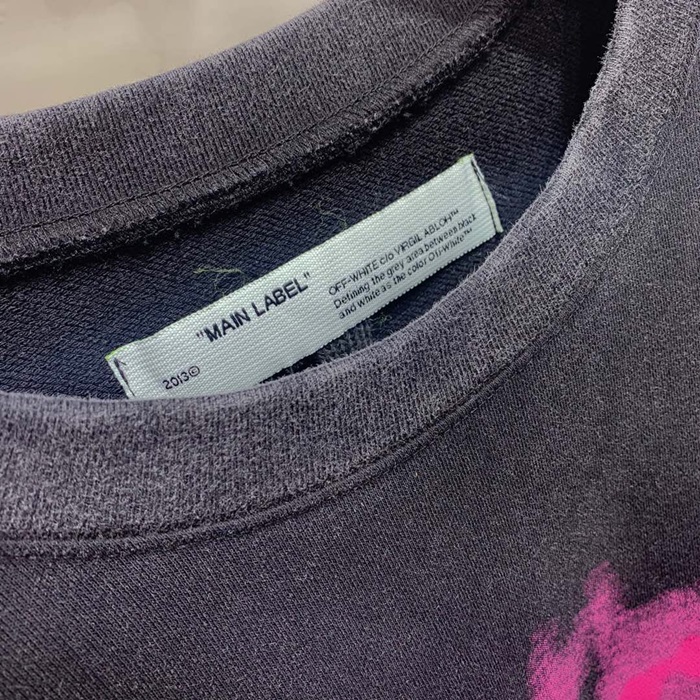 "MAIN LABEL"
2013©
OFF-WHITE c/o VIRGIL ABLOH™
Defining the grey area between black
and white as the color Off-White™